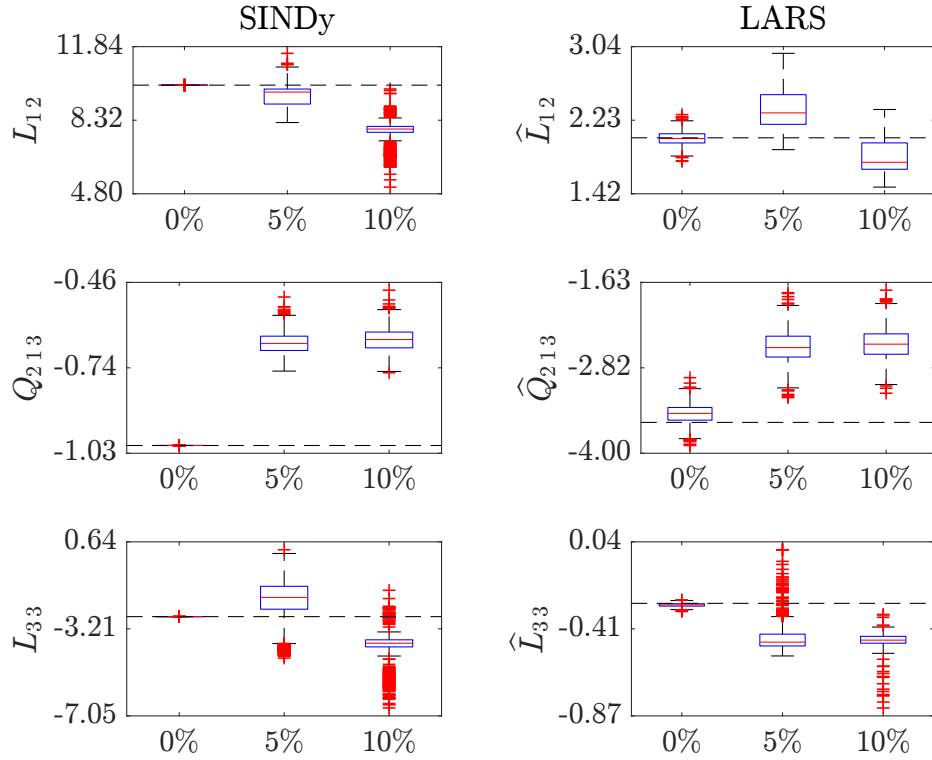 SINDy
LARS
11.84
8.32
4.80
L₁₂
0% 5% 10%
3.04
2.23
1.42
L̂₁₂
0% 5% 10%
-0.46
-0.74
-1.03
Q₂₁₃
0% 5% 10%
-1.63
-2.82
-4.00
Q̂₂₁₃
0% 5% 10%
0.64
-3.21
-7.05
L₃₃
0% 5% 10%
0.04
-0.41
-0.87
L̂₃₃
0% 5% 10%